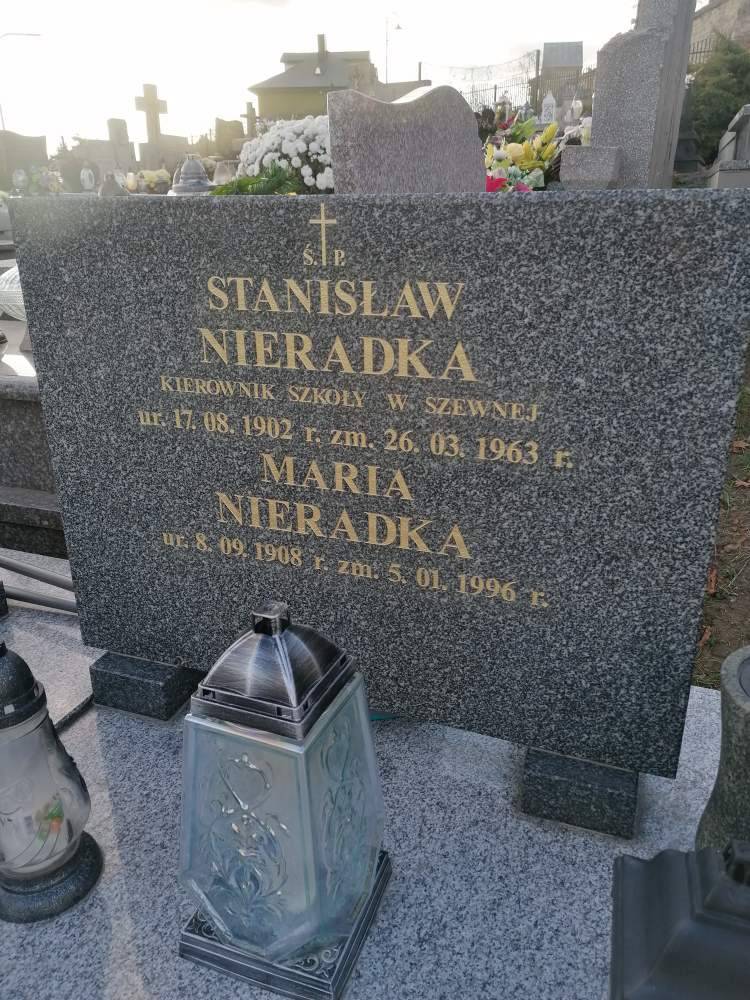 Ś. P.
STANISŁAW
NIERADKA
KIEROWNIK SZKOŁY W SZEWNEJ
ur. 17. 08. 1902 r. zm. 26. 03. 1963 r.
MARIA
NIERADKA
ur. 8. 09. 1908 r. zm. 5. 01. 1996 r.